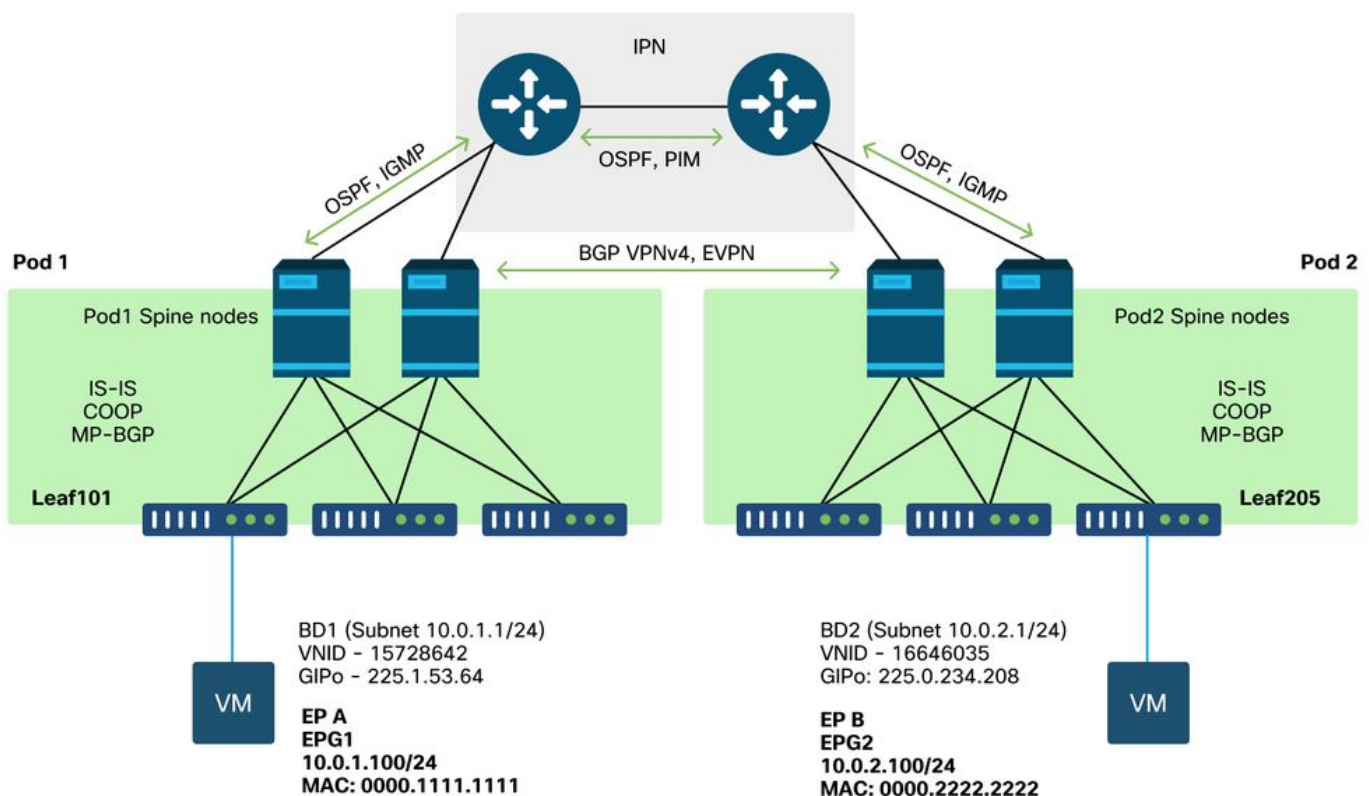 IPN
OSPF, PIM
OSPF, IGMP
OSPF, IGMP
BGP VPNv4, EVPN
Pod 1
Pod 2
Pod1 Spine nodes
Pod2 Spine nodes
IS-IS
COOP
MP-BGP
IS-IS
COOP
MP-BGP
Leaf101
Leaf205
BD1 (Subnet 10.0.1.1/24)
VNID - 15728642
GIPo - 225.1.53.64
VM
EP A
EPG1
10.0.1.100/24
MAC: 0000.1111.1111
BD2 (Subnet 10.0.2.1/24)
VNID - 16646035
GIPo: 225.0.234.208
EP B
EPG2
10.0.2.100/24
MAC: 0000.2222.2222
VM